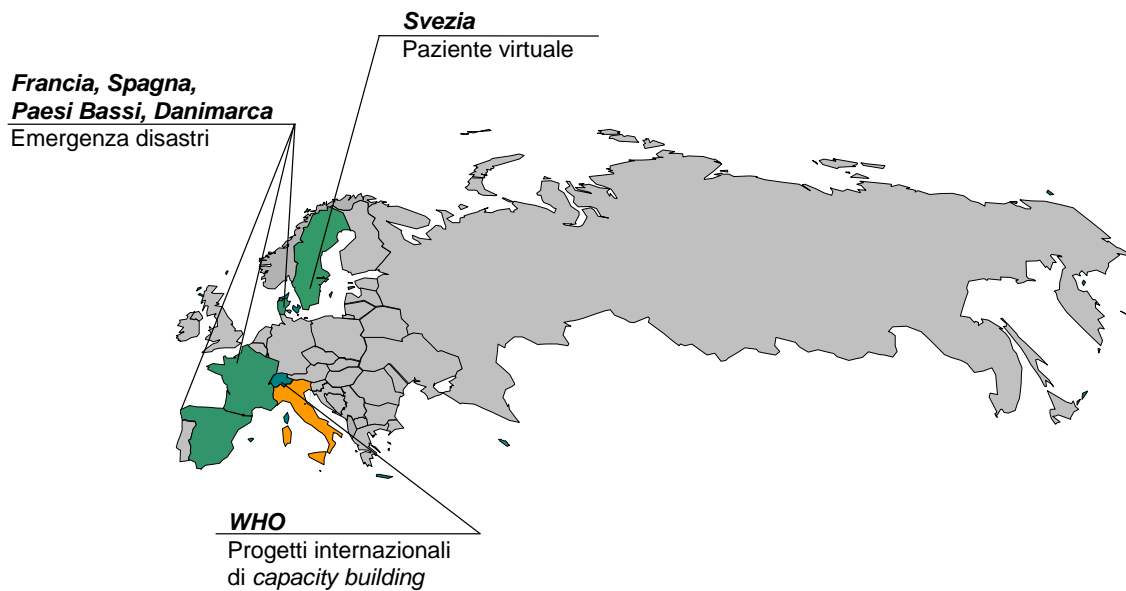 Svezia
Paziente virtuale
Francia, Spagna,
Paesi Bassi, Danimarca
Emergenza disastri
WHO
Progetti internazionali
di capacity building